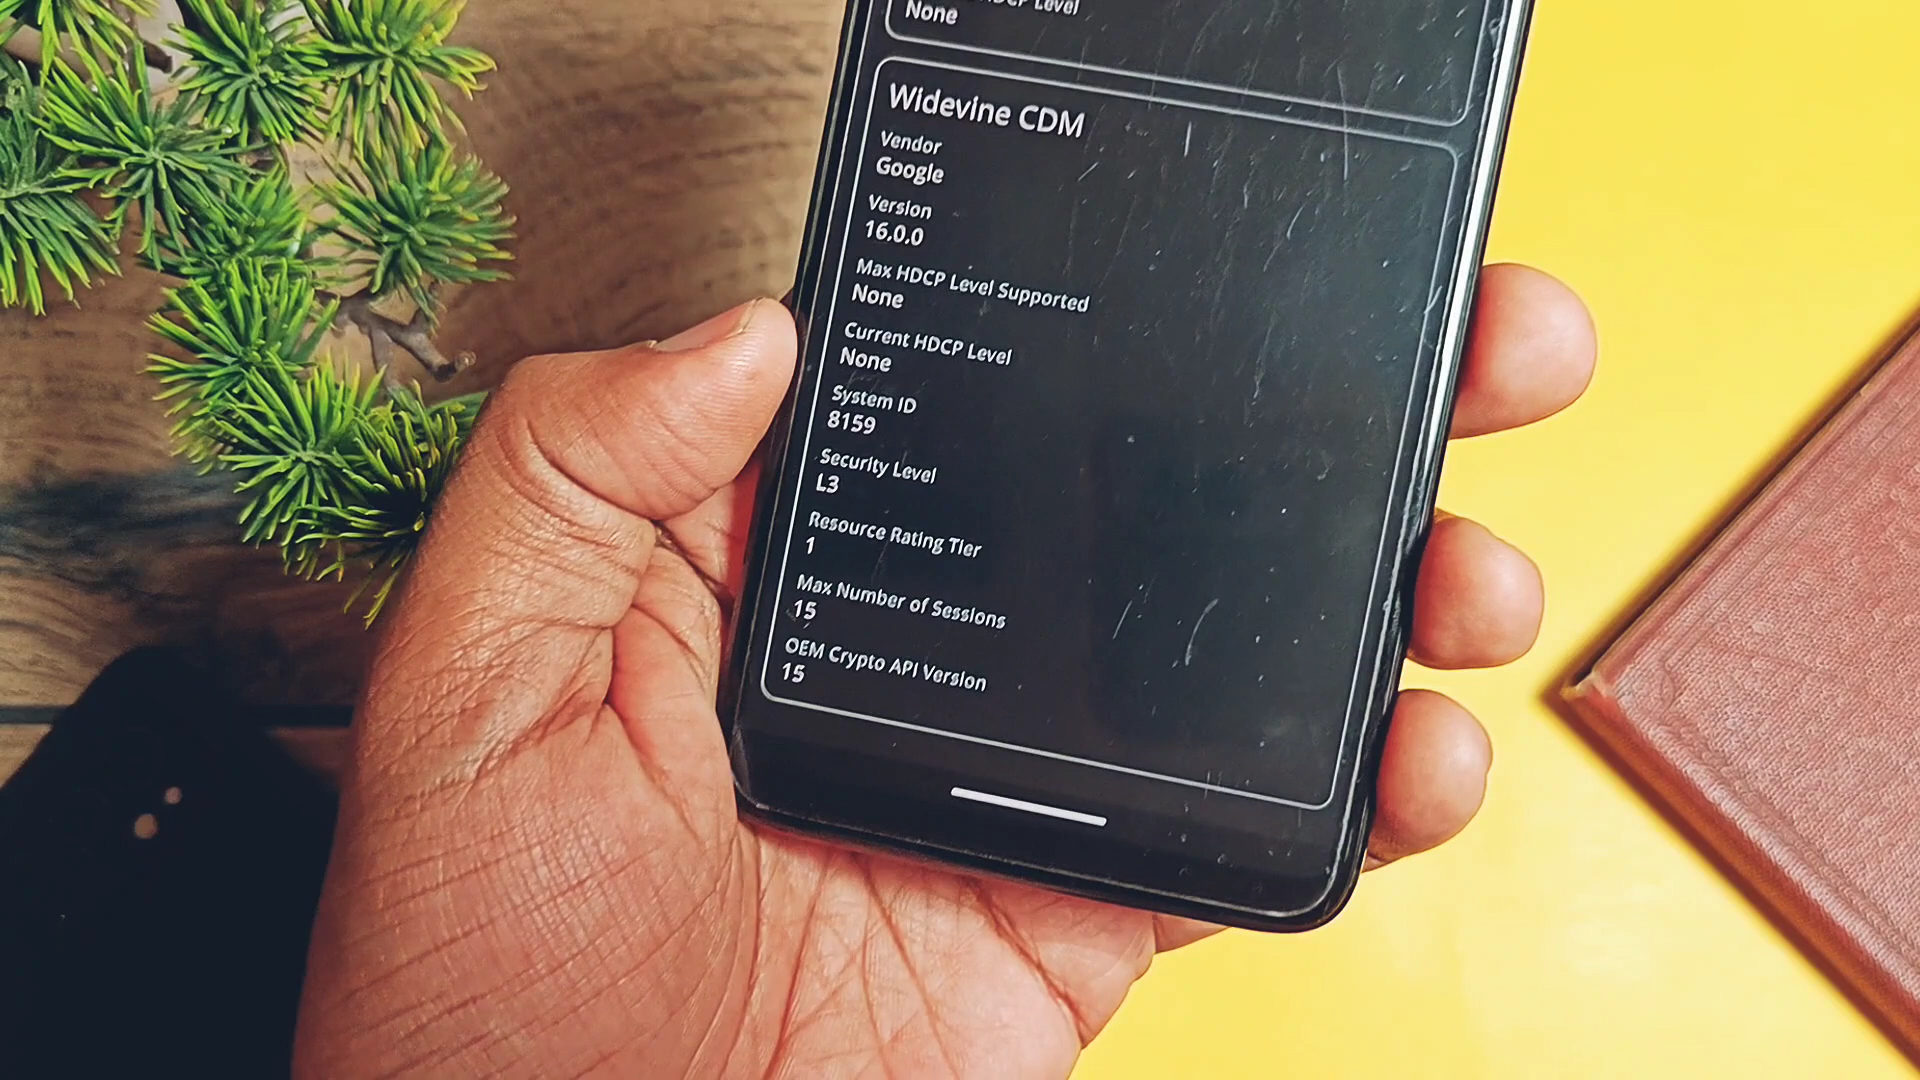 HDCP Level
None
Widevine CDM
Vendor
Google
Version
16.0.0
Max HDCP Level Supported
None
Current HDCP Level
None
System ID
8159
Security Level
L3
Resource Rating Tier
1
Max Number of Sessions
15
OEM Crypto API Version
15